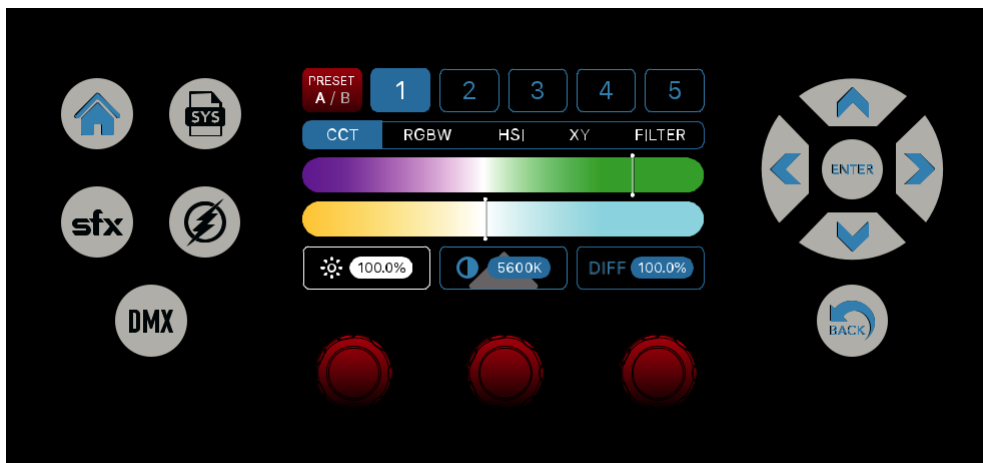 SYS
sfx
DMX
PRESET
A / B
1 2 3 4 5
CCT RGBW HSI XY FILTER
100.0% 5600K DIFF 100.0%
ENTER
BACK